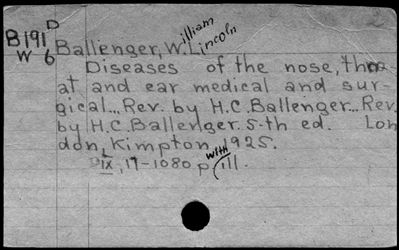 D
B191 Ballenger, William Lincoln
W 6
Diseases of the nose, thro
at and ear medical and sur-
gical... Rev. by H.C. Ballenger... Rev.
by H.C. Ballenger. 5-th ed. Lon
don, Kimpton, 1925.
IX, 17-1080 p. with ill.